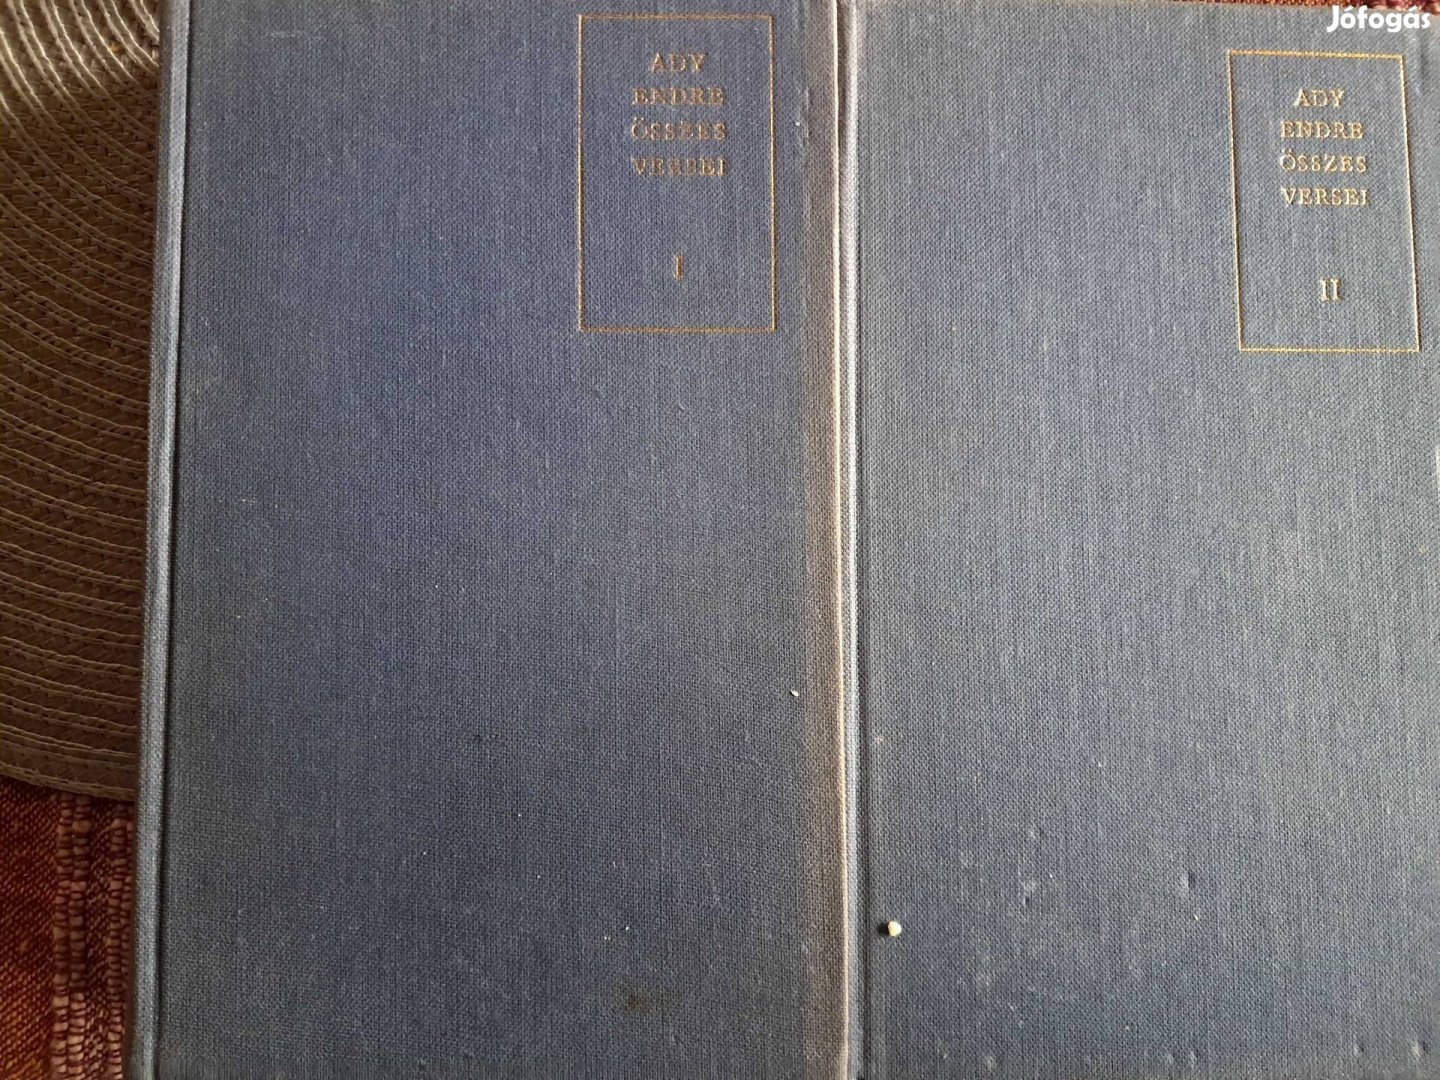 Jófogás
ADY
ENDRE
ÖSSZES
VERSEI
I
ADY
ENDRE
ÖSSZES
VERSEI
II